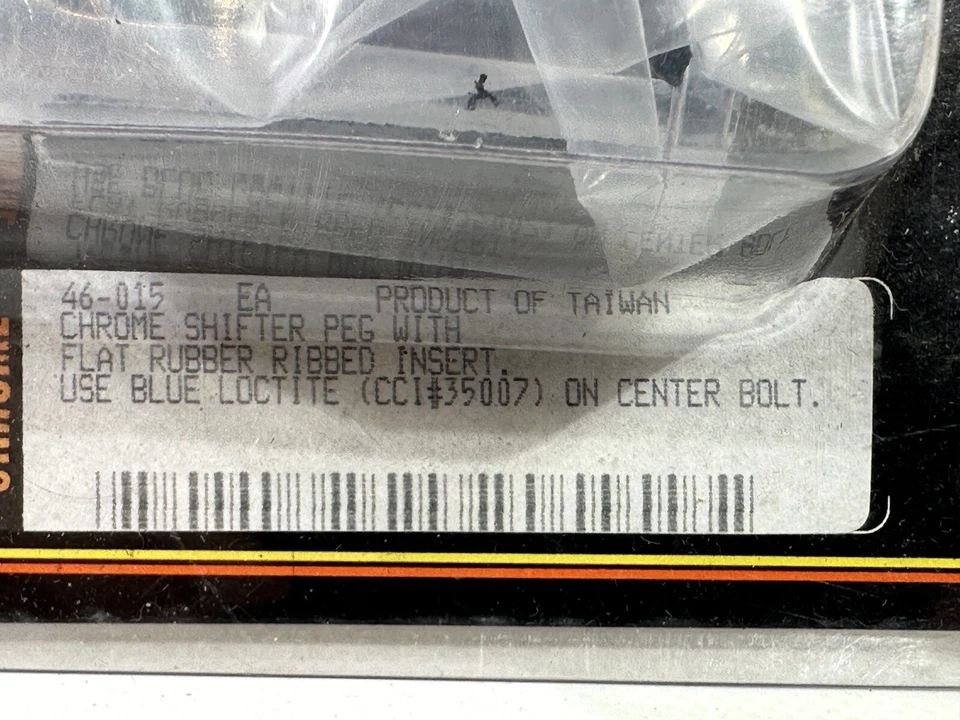 46-015 EA PRODUCT OF TAIWAN
CHROME SHIFTER PEG WITH
FLAT RUBBER RIBBED INSERT.
USE BLUE LOCTITE (CCI#35007) ON CENTER BOLT.